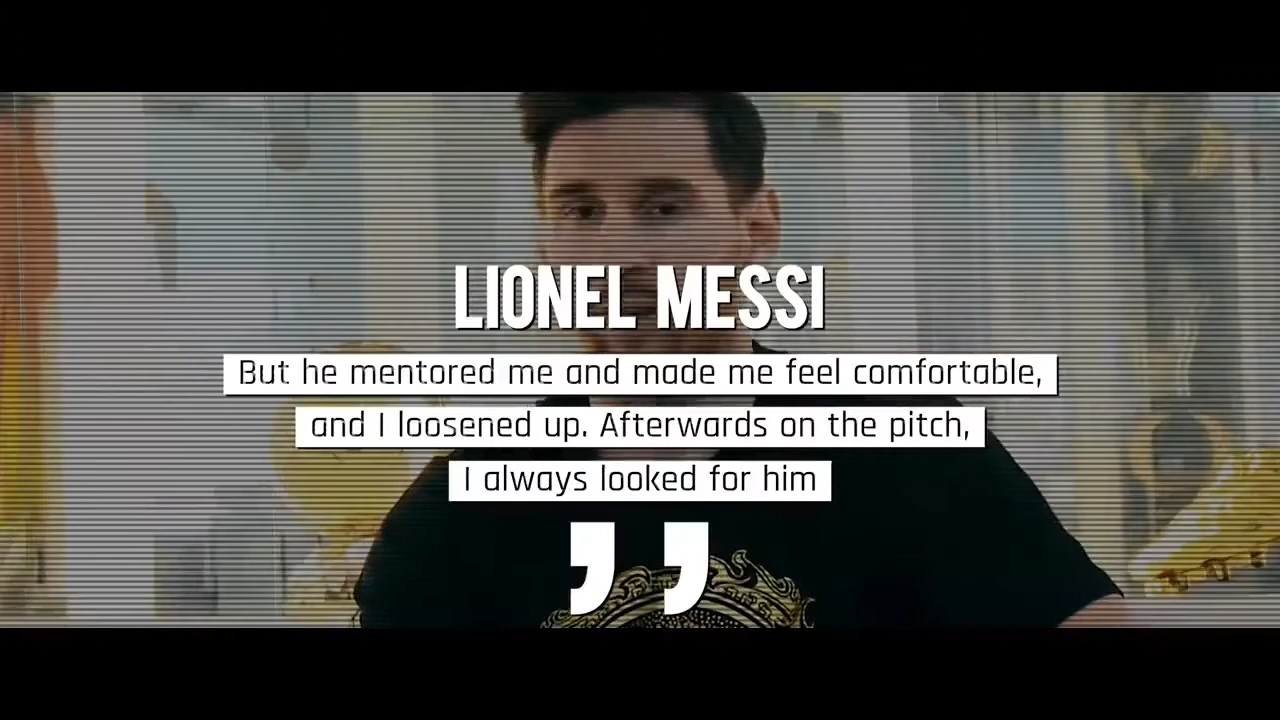 LIONEL MESSI
But he mentored me and made me feel comfortable,
and I loosened up. Afterwards on the pitch,
I always looked for him
”